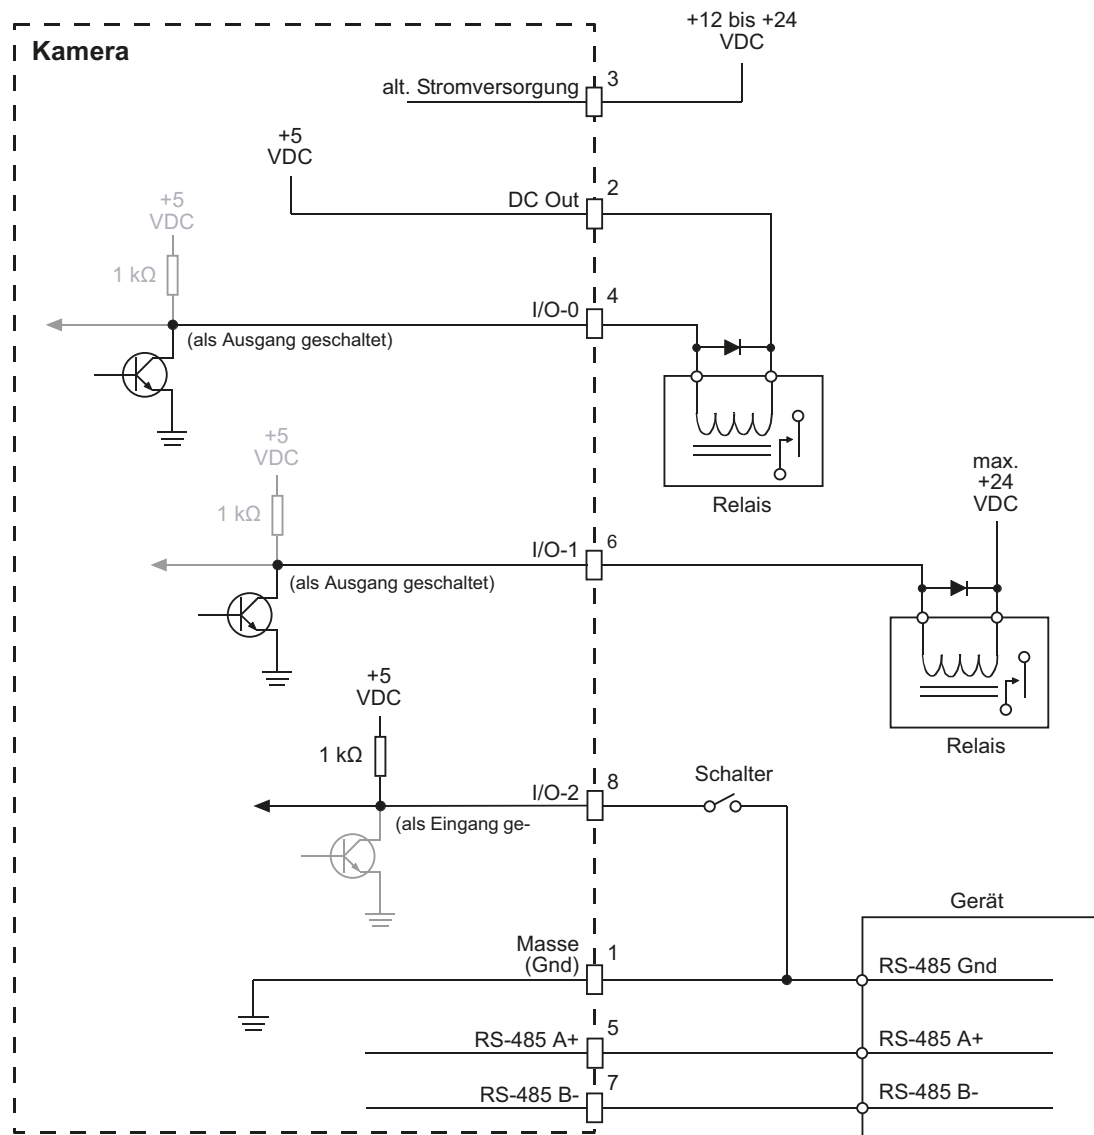 +12 bis +24
VDC
Kamera
alt. Stromversorgung
3
+5
VDC
DC Out
2
+5
VDC
1 kΩ
I/O-0
4
(als Ausgang geschaltet)
Relais
+5
VDC
1 kΩ
max.
+24
VDC
I/O-1
6
(als Ausgang geschaltet)
Relais
+5
VDC
1 kΩ
Schalter
I/O-2
8
(als Eingang ge-
Gerät
Masse
(Gnd)
1
RS-485 Gnd
RS-485 A+
5
RS-485 A+
RS-485 B-
7
RS-485 B-